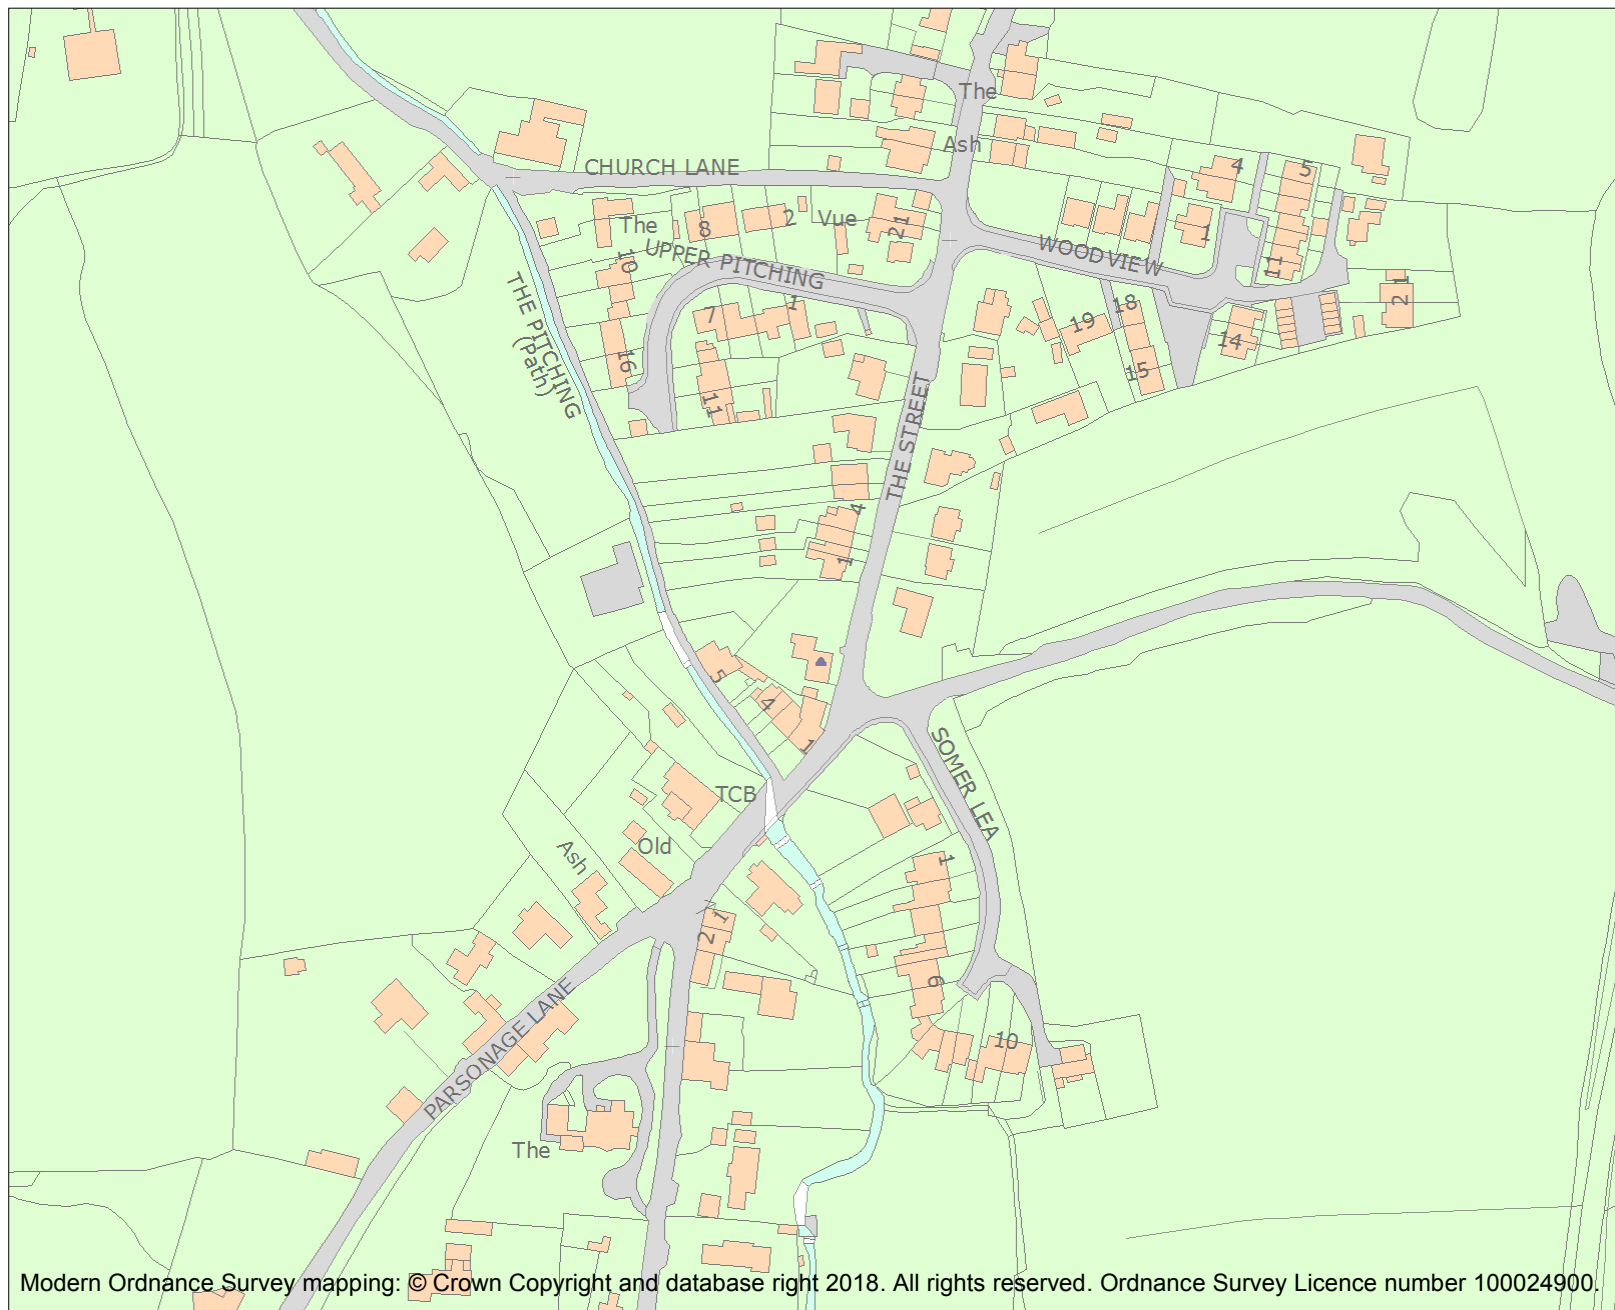 The
Ash
CHURCH LANE
4
5
The
8
2
Vue
21
1
UPPER PITCHING
WOODVIEW
10
11
THE PITCHING
(Path)
7
1
18
19
2 1
16
14
15
11
THE STREET
4
1
5
4
1
SOMER LEA
TCB
Old
Ash
1
1
2
9
10
PARSONAGE LANE
The
Modern Ordnance Survey mapping: © Crown Copyright and database right 2018. All rights reserved. Ordnance Survey Licence number 100024900.